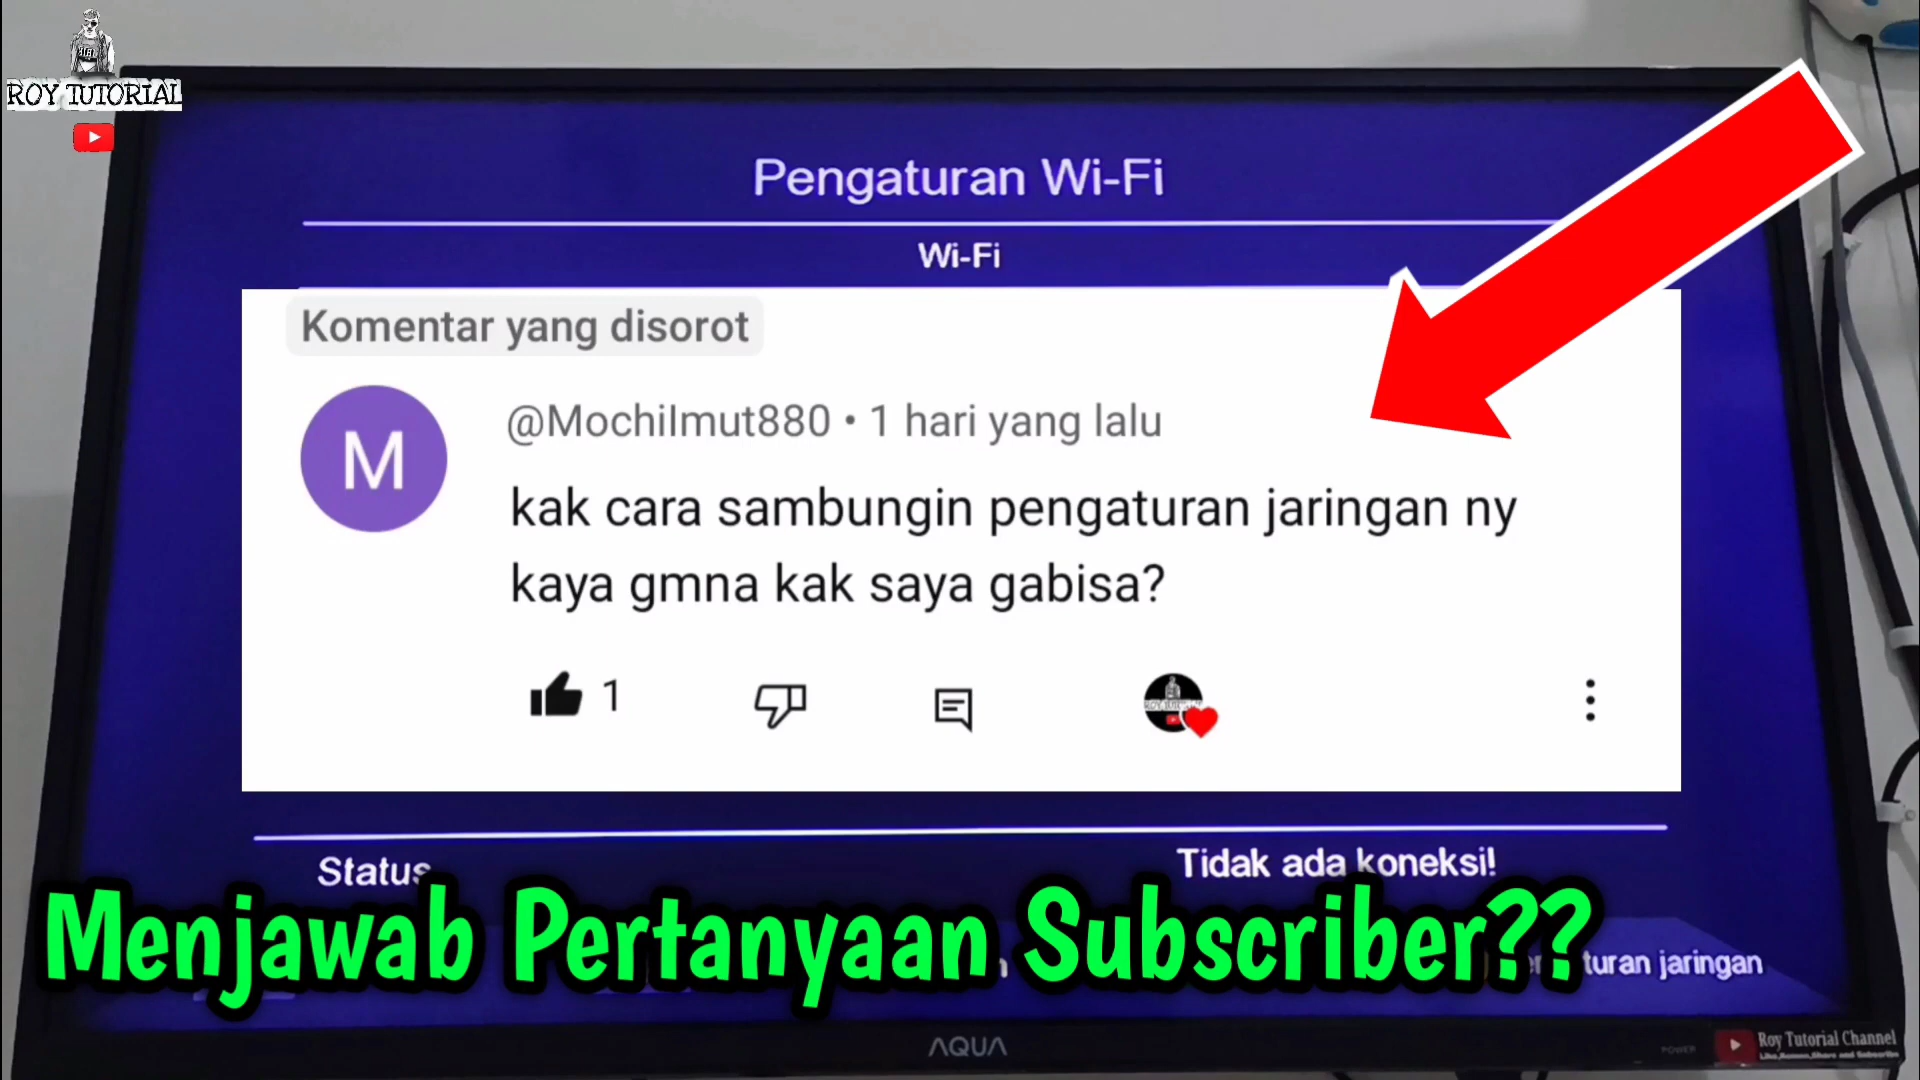 ROY TUTORIAL
Pengaturan Wi-Fi
Wi-Fi
Komentar yang disorot
M
@MochiImut880 • 1 hari yang lalu
kak cara sambungin pengaturan jaringan ny
kaya gmna kak saya gabisa?
1
Status
Tidak ada koneksi!
Menjawab Pertanyaan Subscriber??
turan jaringan
AQUA
POWER
Roy Tutorial Channel